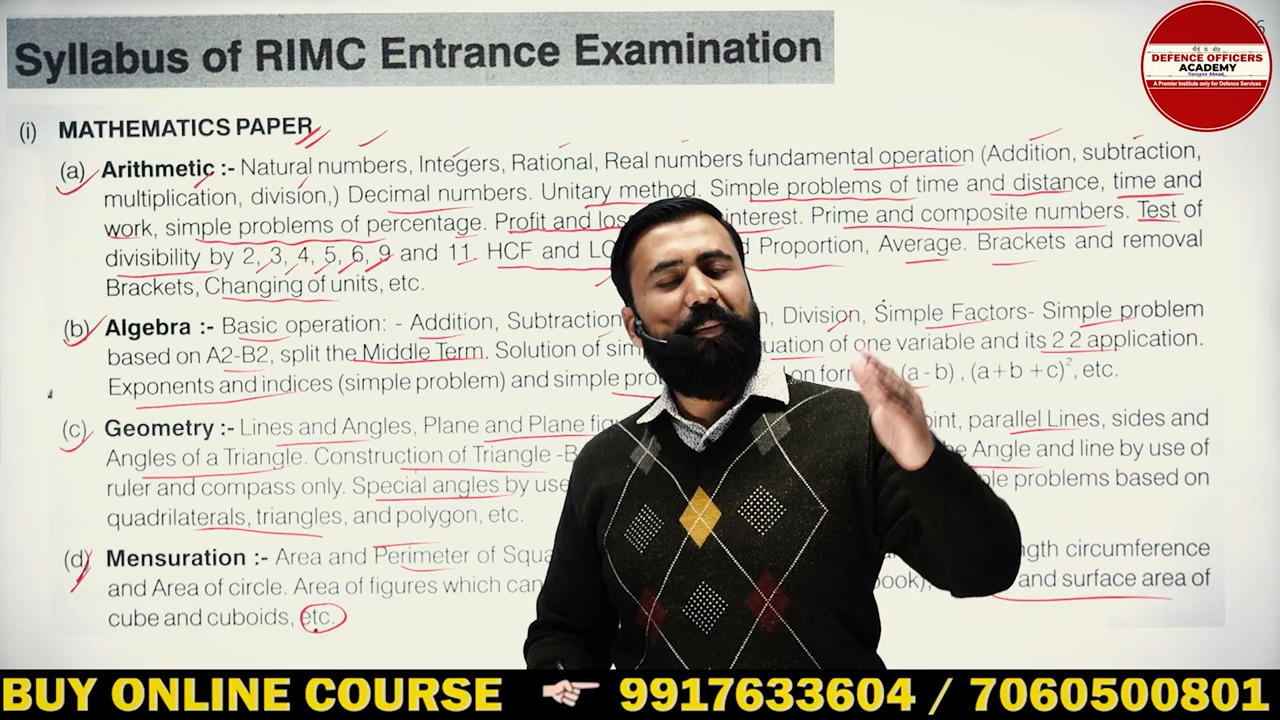 Syllabus of RIMC Entrance Examination
6
धैर्य से जीत
DEFENCE OFFICERS
ACADEMY
Success Ahead..
A Premier Institute only for Defence Services
(i) MATHEMATICS PAPER
(a) Arithmetic :- Natural numbers, Integers, Rational, Real numbers fundamental operation (Addition, subtraction,
multiplication, division,) Decimal numbers. Unitary method. Simple problems of time and distance, time and
work, simple problems of percentage. Profit and loss interest. Prime and composite numbers. Test of
divisibility by 2, 3, 4, 5, 6, 9 and 11. HCF and Proportion, Average. Brackets and removal
Brackets, Changing of units, etc.
(b) Algebra :- Basic operation: - Addition, Subtraction Division, Simple Factors- Simple problem
based on A2-B2, split the Middle Term. Solution of one variable and its 2 2 application.
Exponents and indices (simple problem) and simple on (a - b) , (a+b +c)², etc.
(c) Geometry :- Lines and Angles, Plane and Plane parallel Lines, sides and
Angles of a Triangle. Construction of Triangle - Angle and line by use of
ruler and compass only. Special angles by use problems based on
quadrilaterals, triangles, and polygon, etc.
(d) Mensuration :- Area and Perimeter of circumference
and Area of circle. Area of figures which can and surface area of
cube and cuboids, etc.
BUY ONLINE COURSE 9917633604 / 7060500801